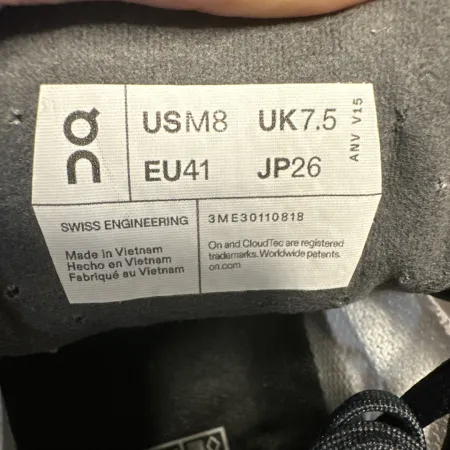 On
USM8 UK7.5
EU41 JP26
ANV V15
SWISS ENGINEERING
Made in Vietnam
Hecho en Vietnam
Fabriqué au Vietnam
3ME30110818
On and CloudTec are registered
trademarks. Worldwide patents.
on.com